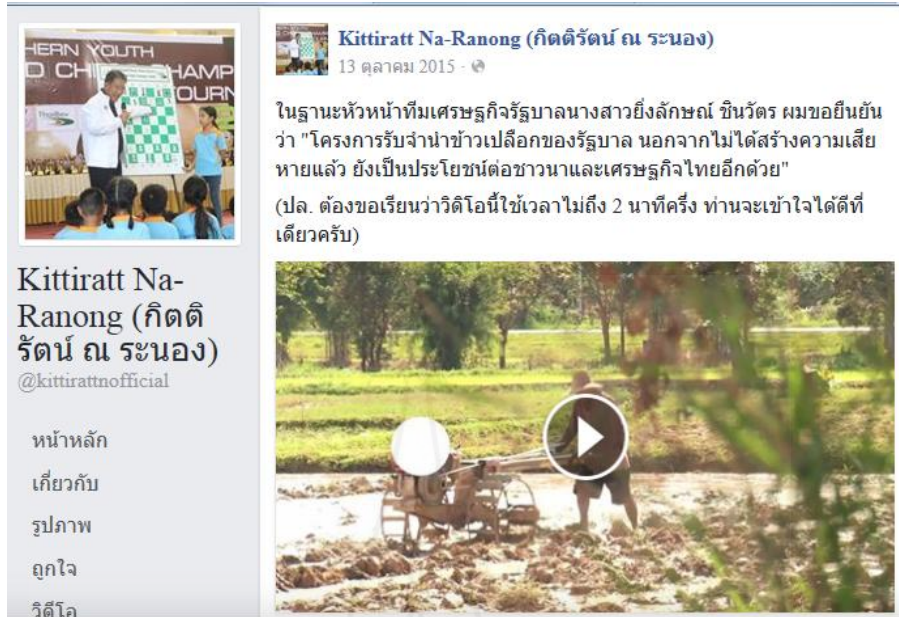 HERN YOUTH
D CH HAMP
TOURN
Kittiratt Na-
Ranong (กิตติ
รัตน์ ณ ระนอง)
@kittirattnofficial
หน้าหลัก
เกี่ยวกับ
รูปภาพ
ถูกใจ
วิดีโอ
Kittiratt Na-Ranong (กิตติรัตน์ ณ ระนอง)
13 ตุลาคม 2015 ·
ในฐานะหัวหน้าทีมเศรษฐกิจรัฐบาลนางสาวยิ่งลักษณ์ ชินวัตร ผมขอยืนยัน
ว่า "โครงการรับจำนำข้าวเปลือกของรัฐบาล นอกจากไม่ได้สร้างความเสีย
หายแล้ว ยังเป็นประโยชน์ต่อชาวนาและเศรษฐกิจไทยอีกด้วย"
(ปล. ต้องขอเรียนว่าวิดิโอนี้ใช้เวลาไม่ถึง 2 นาทีครึ่ง ท่านจะเข้าใจได้ดีที
เดียวครับ)